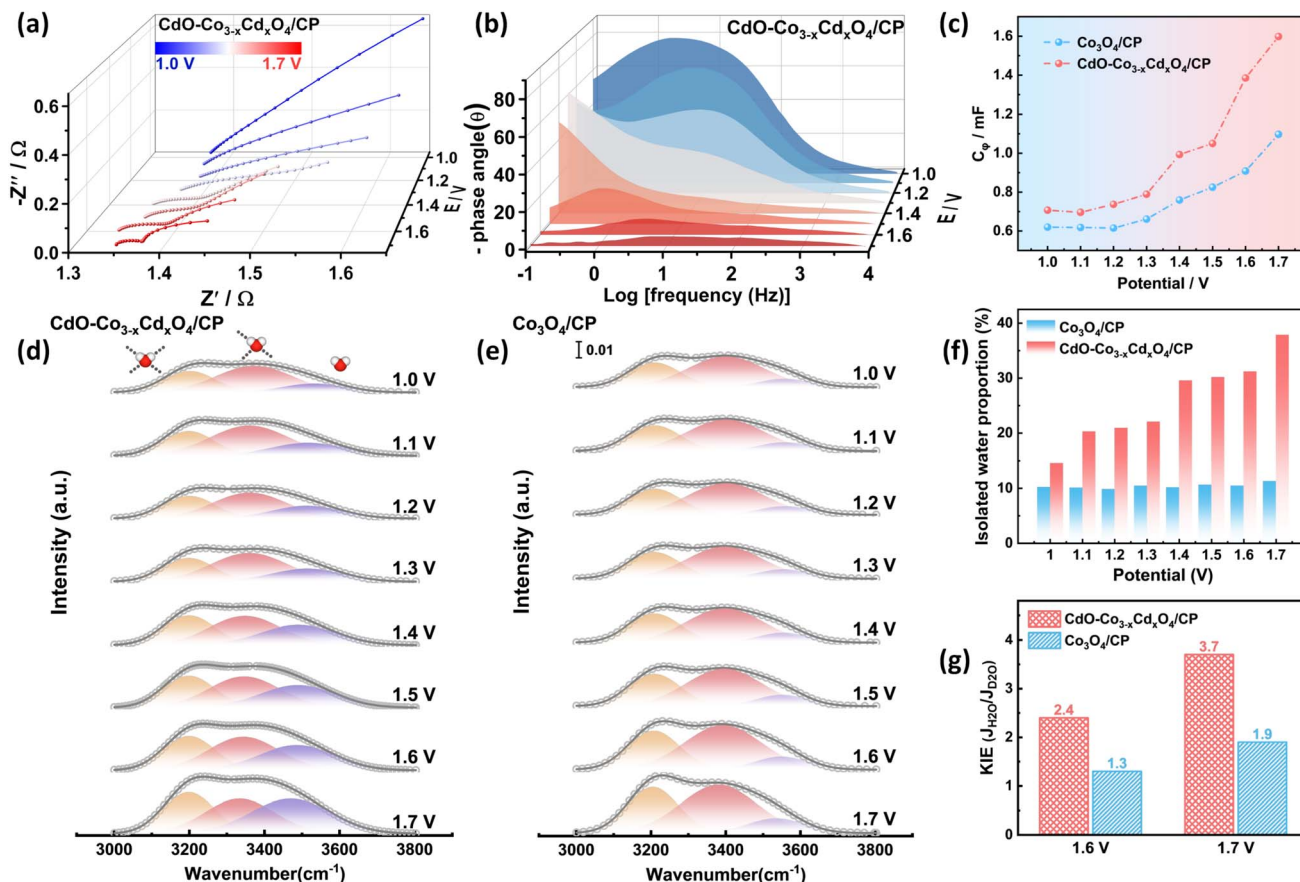 (a)
CdO-Co3-xCdxO4/CP
1.0 V 1.7 V
0.6
0.4
0.2
0.0
-Z'' / Ω
1.3 1.4 1.5 1.6
Z' / Ω
1.0
1.2
1.4
1.6
E / V
(b)
CdO-Co3-xCdxO4/CP
80
60
40
30
20
10
0
- phase angle(θ)
-1 0 1 2 3 4
Log [frequency (Hz)]
1.0
1.2
1.4
1.6
E / V
(c)
Co3O4/CP
CdO-Co3-xCdxO4/CP
1.6
1.4
1.2
1.0
0.8
0.6
Cφ / mF
1.0 1.1 1.2 1.3 1.4 1.5 1.6 1.7
Potential / V
CdO-Co3-xCdxO4/CP
(d)
1.0 V
1.1 V
1.2 V
1.3 V
1.4 V
1.5 V
1.6 V
1.7 V
Intensity (a.u.)
3000 3200 3400 3600 3800
Wavenumber(cm-1)
Co3O4/CP
(e)
0.01
1.0 V
1.1 V
1.2 V
1.3 V
1.4 V
1.5 V
1.6 V
1.7 V
Intensity (a.u.)
3000 3200 3400 3600 3800
Wavenumber(cm-1)
(f)
Co3O4/CP
CdO-Co3-xCdxO4/CP
40
30
20
10
0
Isolated water proportion (%)
1 1.1 1.2 1.3 1.4 1.5 1.6 1.7
Potential (V)
(g)
CdO-Co3-xCdxO4/CP
Co3O4/CP
4
3
2
1
0
KIE (JH2O/JD2O)
2.4
1.3
3.7
1.9
1.6 V 1.7 V